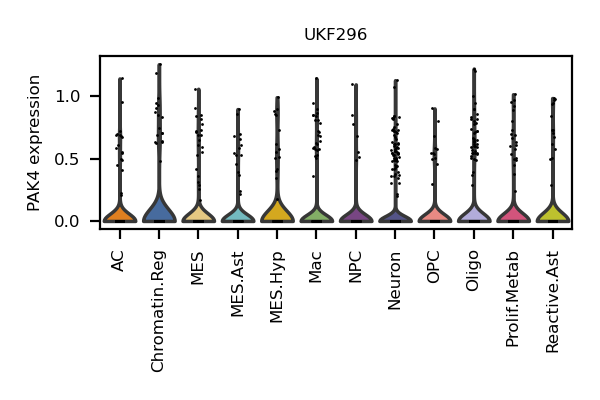 UKF296
PAK4 expression
1.0
0.5
0.0
AC
Chromatin.Reg
MES
MES.Ast
MES.Hyp
Mac
NPC
Neuron
OPC
Oligo
Prolif.Metab
Reactive.Ast